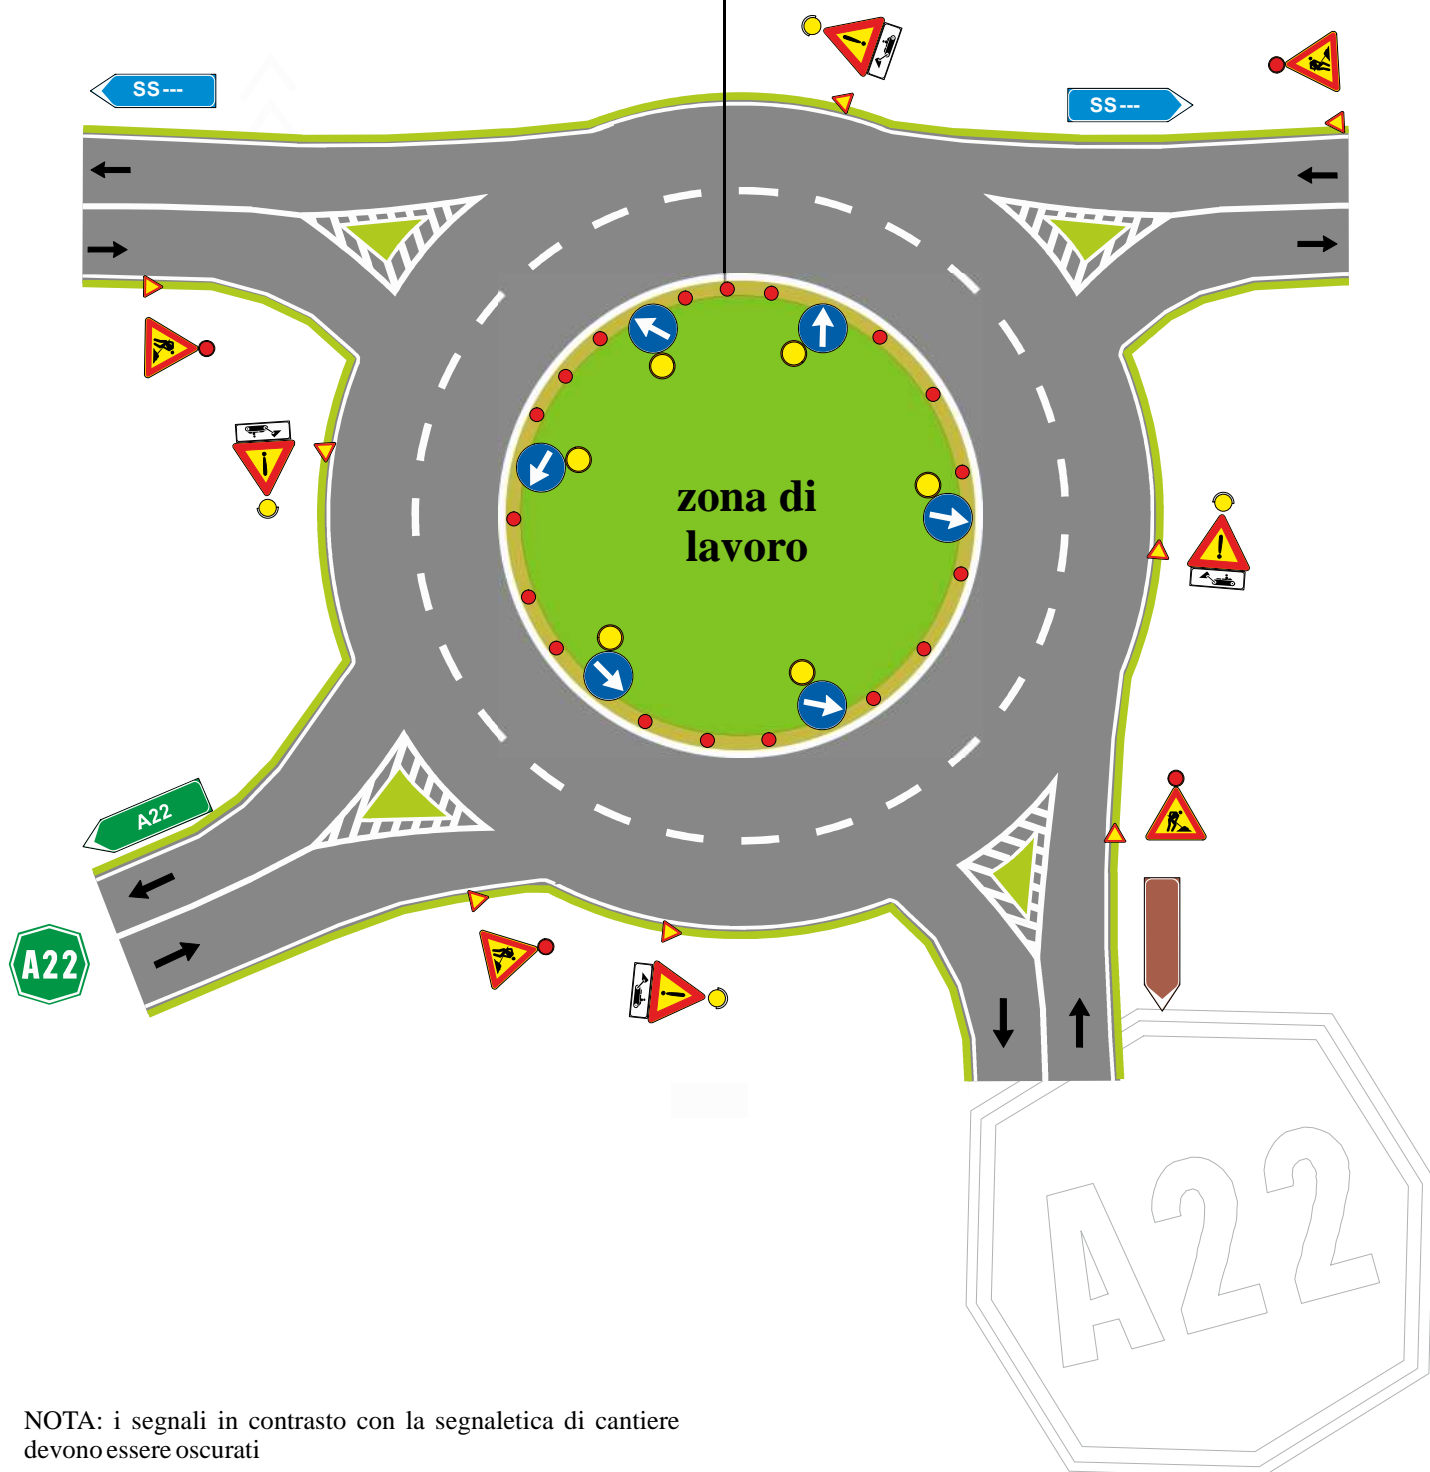 SS---
SS---
zona di
lavoro
A22
A22
A22
NOTA: i segnali in contrasto con la segnaletica di cantiere
devono essere oscurati